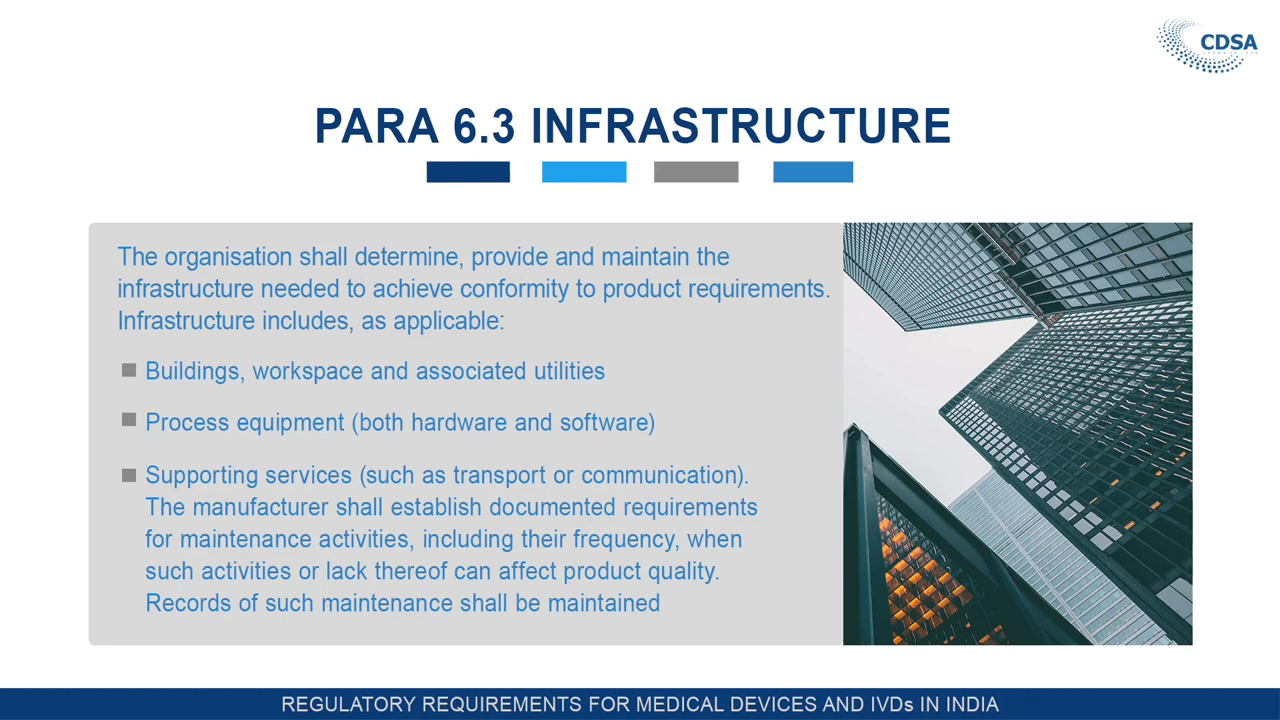 CDSA
PARA 6.3 INFRASTRUCTURE
The organisation shall determine, provide and maintain the
infrastructure needed to achieve conformity to product requirements.
Infrastructure includes, as applicable:
Buildings, workspace and associated utilities
Process equipment (both hardware and software)
Supporting services (such as transport or communication).
The manufacturer shall establish documented requirements
for maintenance activities, including their frequency, when
such activities or lack thereof can affect product quality.
Records of such maintenance shall be maintained
REGULATORY REQUIREMENTS FOR MEDICAL DEVICES AND IVDs IN INDIA